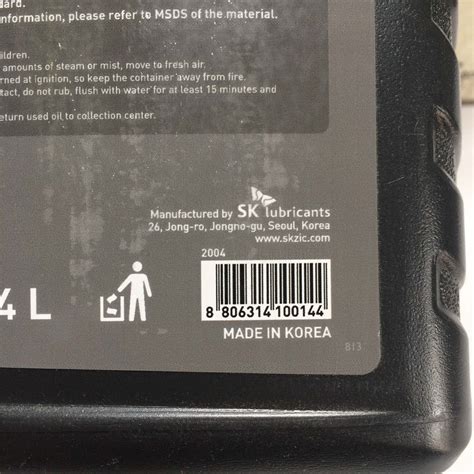 dard.
information, please refer to MSDS of the material.
ildren.
amounts of steam or mist, move to fresh air.
rned at ignition, so keep the container away from fire.
tact, do not rub, flush with water for at least 15 minutes and
return used oil to collection center.
Manufactured by SK lubricants
26, Jong-ro, Jongno-gu, Seoul, Korea
www.skzic.com
2004
4 L
8 806314 100144
MADE IN KOREA
813